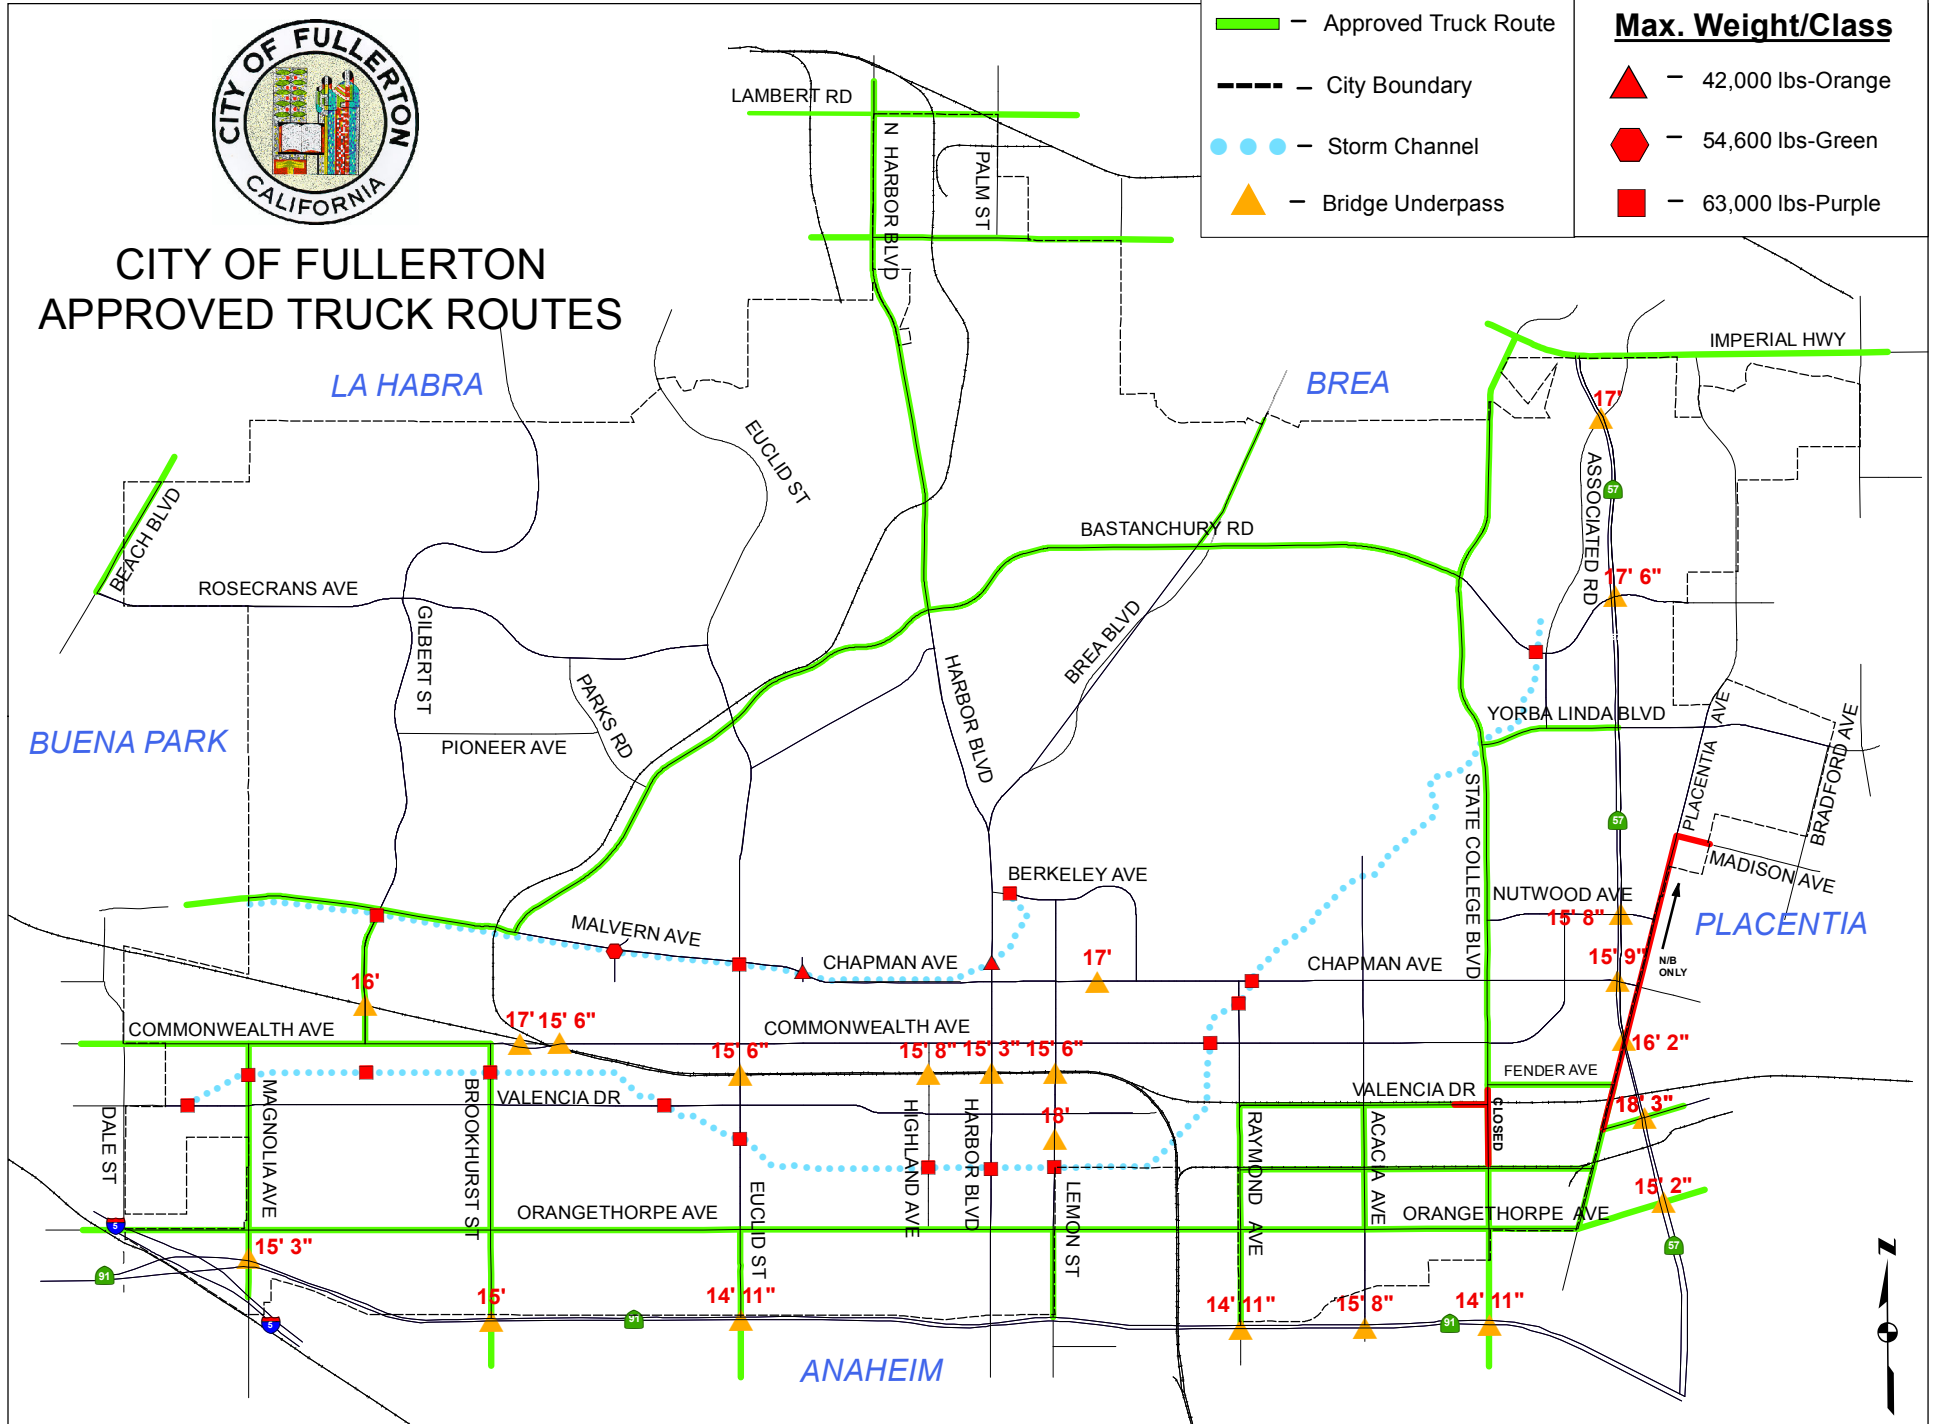 CITY OF FULLERTON
CALIFORNIA
CITY OF FULLERTON
APPROVED TRUCK ROUTES
– Approved Truck Route
– City Boundary
– Storm Channel
– Bridge Underpass
Max. Weight/Class
– 42,000 lbs-Orange
– 54,600 lbs-Green
– 63,000 lbs-Purple
LAMBERT RD
N HARBOR BLVD
PALM ST
IMPERIAL HWY
LA HABRA
BREA
17'
EUCLID ST
ASSOCIATED RD
57
BEACH BLVD
BASTANCHURY RD
17' 6"
ROSECRANS AVE
GILBERT ST
BREA BLVD
HARBOR BLVD
PARKS RD
YORBA LINDA BLVD
PLACENTIA AVE
BRADFORD AVE
BUENA PARK
PIONEER AVE
STATE COLLEGE BLVD
57
MADISON AVE
BERKELEY AVE
NUTWOOD AVE
15' 8"
PLACENTIA
MALVERN AVE
CHAPMAN AVE
17'
CHAPMAN AVE
15' 9"
N/B
ONLY
16'
COMMONWEALTH AVE
17'
15' 6"
COMMONWEALTH AVE
15' 6"
15' 8"
15' 3"
15' 6"
16' 2"
FENDER AVE
VALENCIA DR
VALENCIA DR
CLOSED
18' 3"
18'
DALE ST
MAGNOLIA AVE
BROOKHURST ST
HIGHLAND AVE
HARBOR BLVD
RAYMOND AVE
ACACIA AVE
EUCLID ST
LEMON ST
15' 2"
5
ORANGETHORPE AVE
ORANGETHORPE AVE
15' 3"
57
91
15'
14' 11"
14' 11"
15' 8"
14' 11"
5
91
91
ANAHEIM
Z